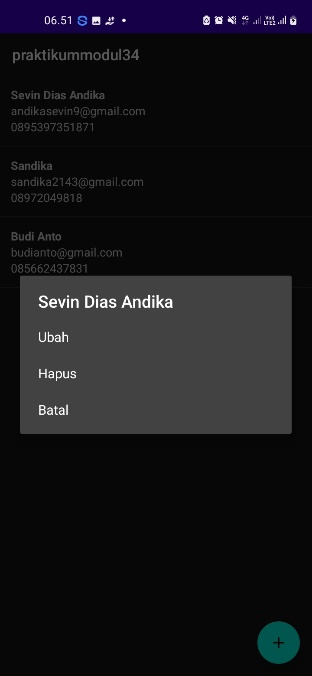 06.51
praktikummodul34
Sevin Dias Andika
andikasevin9@gmail.com
0895397351871
Sandika
sandika2143@gmail.com
08972049818
Budi Anto
budianto@gmail.com
085662437831
Sevin Dias Andika
Ubah
Hapus
Batal
+